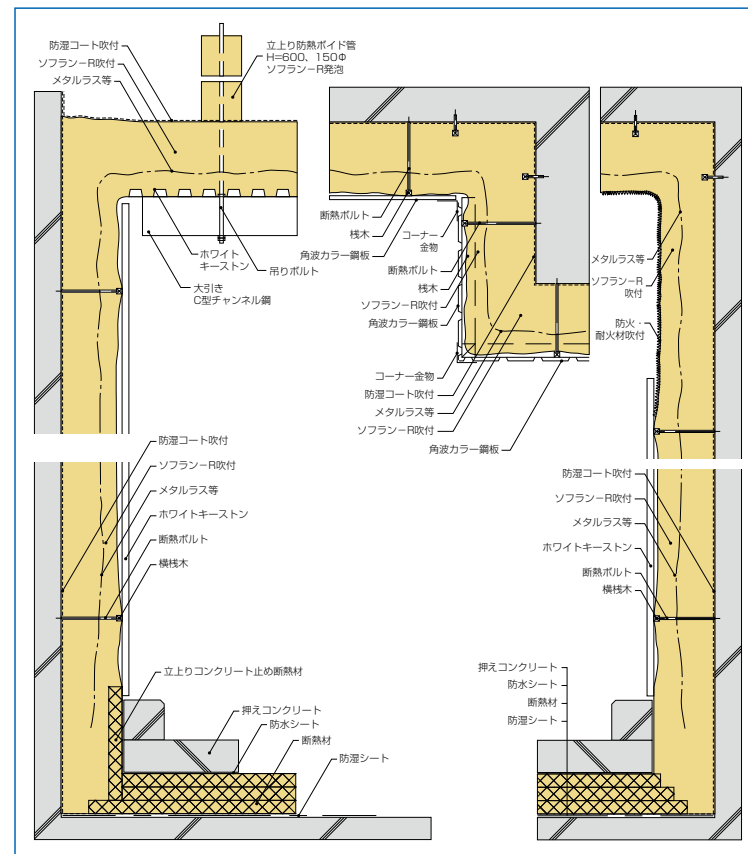 防湿コート吹付
ソフラン−R吹付
メタルラス等
立上り防熱ボイド管
H=600、150Φ
ソフラン−R発泡
ホワイト
キーストン
吊りボルト
大引き
C型チャンネル鋼
断熱ボルト
桟木
角波カラー鋼板
コーナー
金物
断熱ボルト
桟木
ソフラン−R吹付
角波カラー鋼板
コーナー金物
防湿コート吹付
メタルラス等
ソフラン−R吹付
角波カラー鋼板
メタルラス等
ソフラン−R
吹付
防火・
耐火材吹付
防湿コート吹付
ソフラン−R吹付
メタルラス等
ホワイトキーストン
断熱ボルト
横桟木
防湿コート吹付
ソフラン−R吹付
メタルラス等
ホワイトキーストン
断熱ボルト
横桟木
立上りコンクリート止め断熱材
押えコンクリート
防水シート
断熱材
防湿シート
押えコンクリート
防水シート
断熱材
防湿シート